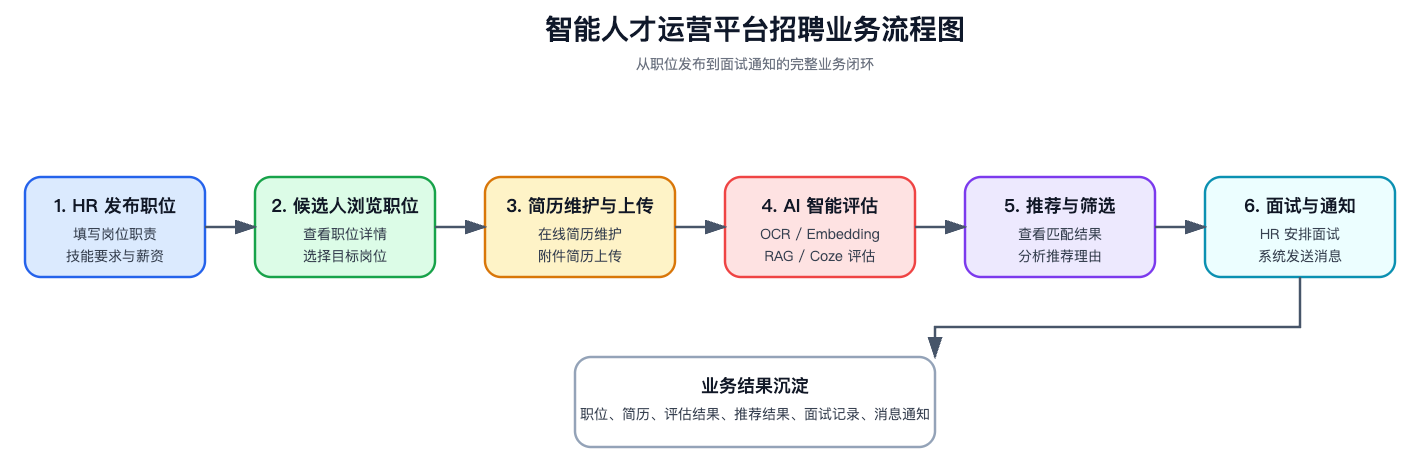 智能人才运营平台招聘业务流程图
从职位发布到面试通知的完整业务闭环
1. HR 发布职位
填写岗位职责
技能要求与薪资
2. 候选人浏览职位
查看职位详情
选择目标岗位
3. 简历维护与上传
在线简历维护
附件简历上传
4. AI 智能评估
OCR / Embedding
RAG / Coze 评估
5. 推荐与筛选
查看匹配结果
分析推荐理由
6. 面试与通知
HR 安排面试
系统发送消息
业务结果沉淀
职位、简历、评估结果、推荐结果、面试记录、消息通知